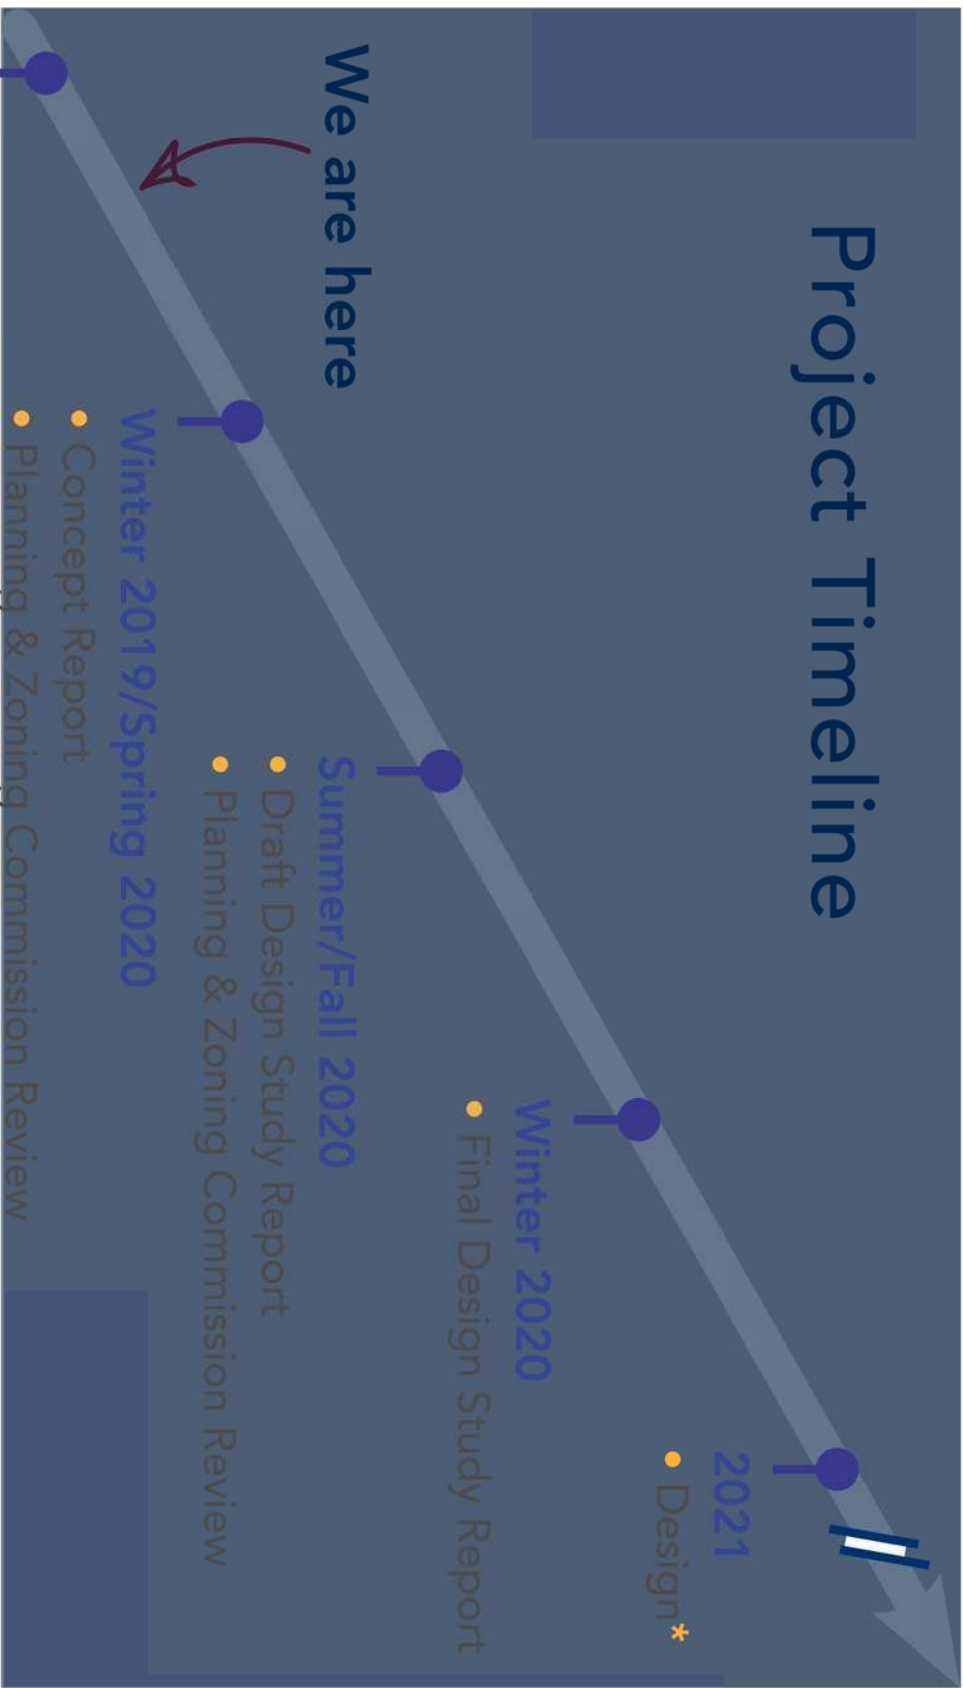 Project Timeline
We are here
Winter 2019/Spring 2020
• Concept Report
• Planning & Zoning Commission Review
Summer/Fall 2020
• Draft Design Study Report
• Planning & Zoning Commission Review
Winter 2020
• Final Design Study Report
2021
• Design*